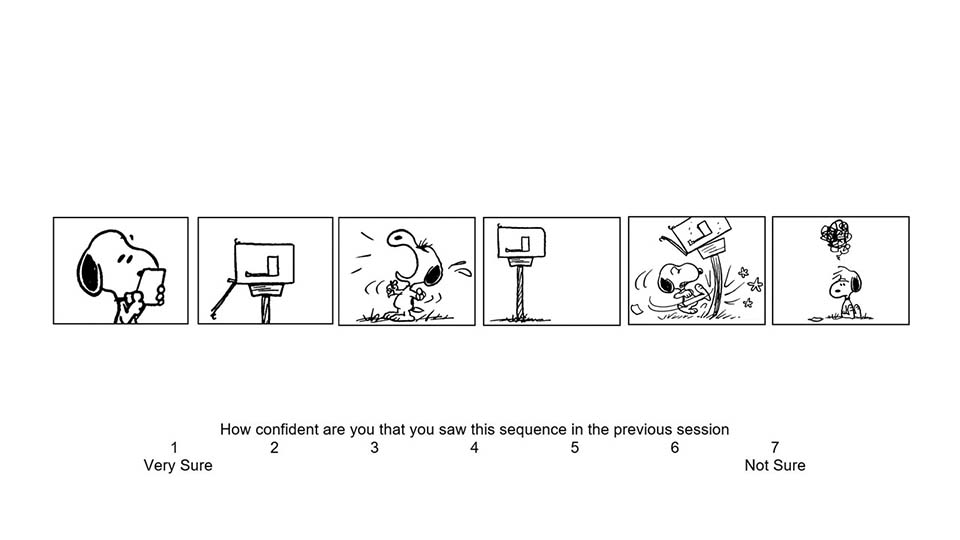 How confident are you that you saw this sequence in the previous session
1 2 3 4 5 6 7
Very Sure Not Sure